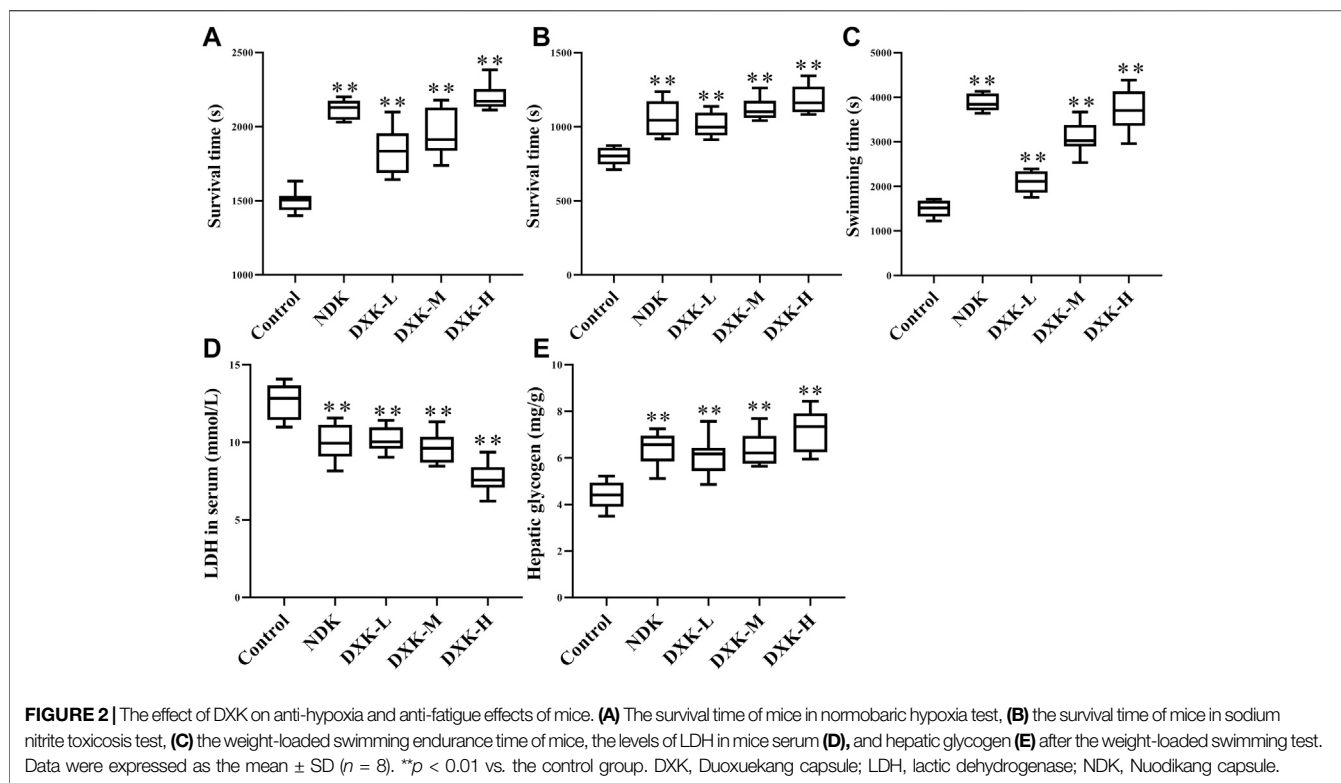 A
Survival time (s)
2500
2000
1500
1000
**
**
**
**
Control
NDK
DXK-L
DXK-M
DXK-H
B
Survival time (s)
1500
1000
500
0
**
**
**
**
Control
NDK
DXK-L
DXK-M
DXK-H
C
Swimming time (s)
5000
4000
3000
2000
1000
0
**
**
**
**
Control
NDK
DXK-L
DXK-M
DXK-H
D
LDH in serum (mmol/L)
15
10
5
0
**
**
**
**
Control
NDK
DXK-L
DXK-M
DXK-H
E
Hepatic glycogen (mg/g)
10
8
6
4
2
0
**
**
**
**
Control
NDK
DXK-L
DXK-M
DXK-H
FIGURE 2 | The effect of DXK on anti-hypoxia and anti-fatigue effects of mice. (A) The survival time of mice in normobaric hypoxia test, (B) the survival time of mice in sodium
nitrite toxicosis test, (C) the weight-loaded swimming endurance time of mice, the levels of LDH in mice serum (D), and hepatic glycogen (E) after the weight-loaded swimming test.
Data were expressed as the mean ± SD (n = 8). **p < 0.01 vs. the control group. DXK, Duoxuekang capsule; LDH, lactic dehydrogenase; NDK, Nuodikang capsule.